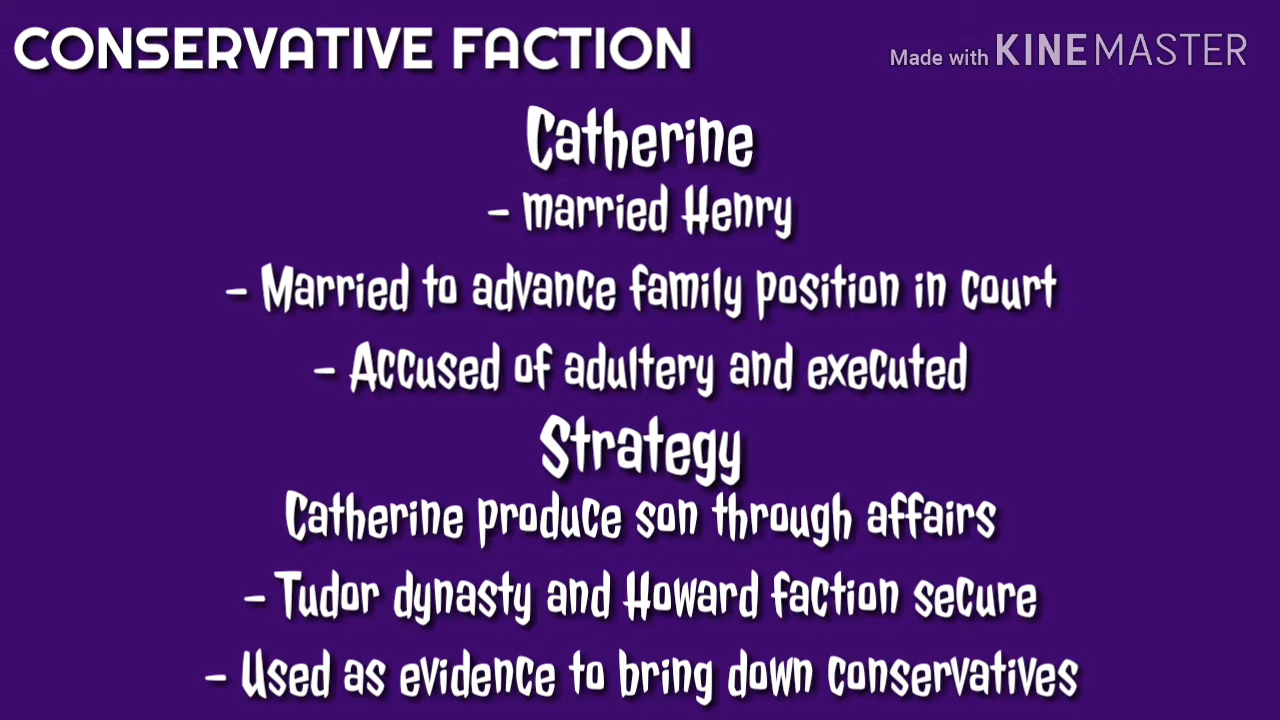 CONSERVATIVE FACTION
Made with KINEMASTER
Catherine
- married Henry
- Married to advance family position in court
- Accused of adultery and executed
Strategy
Catherine produce son through affairs
- Tudor dynasty and Howard faction secure
- Used as evidence to bring down conservatives